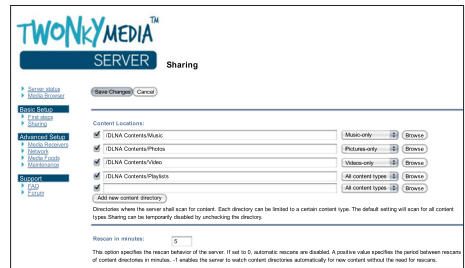 TWONKYMEDIA™
SERVER
Sharing
Server status
Media Browser
Save Changes Cancel
Basic Setup
First steps
Sharing
Content Locations:
/DLNA Contents/Music Music-only Browse
Advanced Setup
Media Receivers
/DLNA Contents/Photos Pictures-only Browse
Network
Media Feeds
/DLNA Contents/Video Videos-only Browse
Maintenance
/DLNA Contents/Playlists All content types Browse
Support
FAQ
All content types Browse
Forum
Add new content directory
Directories where the server shall scan for content. Each directory can be limited to a certain content type. The default setting will scan for all content
types.Sharing can be temporarily disabled by unchecking the directory.
Rescan in minutes: 5
This option specifies the rescan behavior of the server. If set to 0, automatic rescans are disabled. A positive value specifies the period between rescans
of content directories in minutes. -1 enables the server to watch content directories automatically for new content without the need for rescans.